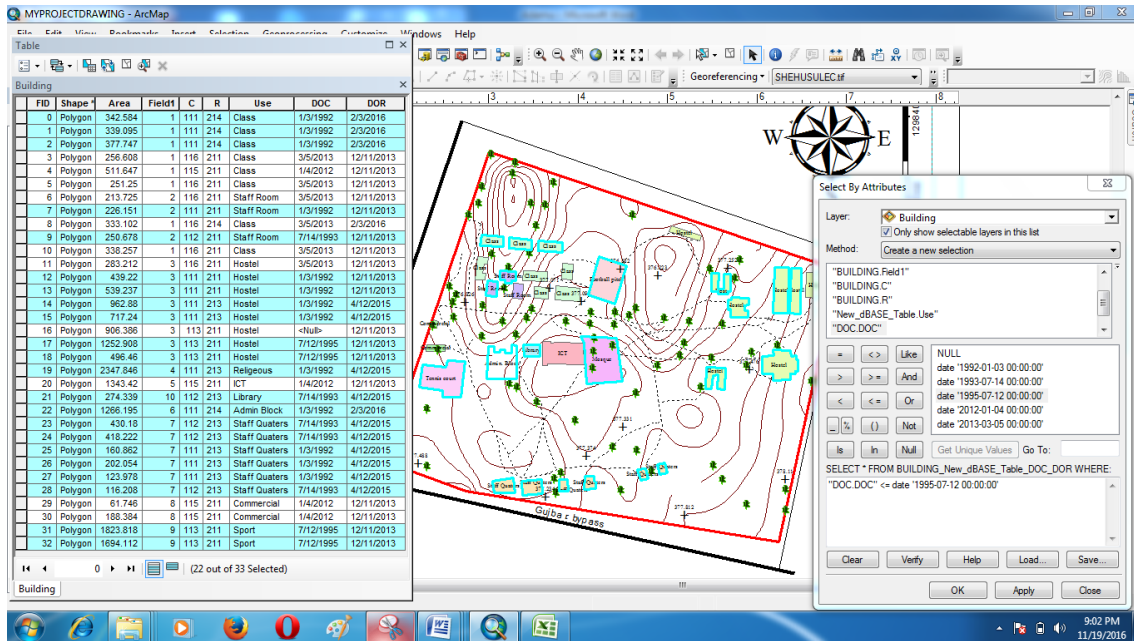 MYPROJECTDRAWING - ArcMap
File Edit View Bookmarks Insert Selection Geoprocessing Customize Windows Help
Table
Georeferencing SHEHUSULEC.tif
Building
FID Shape * Area Field1 C R Use DOC DOR
0 Polygon 342.584 1 111 214 Class 1/3/1992 2/3/2016
1 Polygon 339.095 1 111 214 Class 1/3/1992 2/3/2016
2 Polygon 377.747 1 111 214 Class 1/3/1992 2/3/2016
3 Polygon 256.608 1 116 211 Class 3/5/2013 12/11/2013
4 Polygon 511.647 1 115 211 Class 1/4/2012 12/11/2013
5 Polygon 251.25 1 116 211 Class 3/5/2013 12/11/2013
6 Polygon 213.725 2 116 211 Staff Room 3/5/2013 12/11/2013
7 Polygon 226.151 2 111 211 Staff Room 1/3/1992 12/11/2013
8 Polygon 333.102 1 116 214 Class 3/5/2013 2/3/2016
9 Polygon 250.678 2 112 211 Staff Room 7/14/1993 12/11/2013
10 Polygon 338.257 1 116 211 Class 3/5/2013 12/11/2013
11 Polygon 283.212 3 116 211 Hostel 3/5/2013 12/11/2013
12 Polygon 439.22 3 111 211 Hostel 1/3/1992 12/11/2013
13 Polygon 539.237 3 111 211 Hostel 1/3/1992 12/11/2013
14 Polygon 962.88 3 111 213 Hostel 1/3/1992 4/12/2015
15 Polygon 717.24 3 111 213 Hostel 1/3/1992 4/12/2015
16 Polygon 906.386 3 113 211 Hostel <Null> 12/11/2013
17 Polygon 1252.908 3 113 211 Hostel 7/12/1995 12/11/2013
18 Polygon 496.46 3 113 211 Hostel 7/12/1995 12/11/2013
19 Polygon 2347.846 4 111 213 Religeous 1/3/1992 4/12/2015
20 Polygon 1343.42 5 115 211 ICT 1/4/2012 12/11/2013
21 Polygon 274.339 10 112 213 Library 7/14/1993 4/12/2015
22 Polygon 1266.195 6 111 214 Admin Block 1/3/1992 2/3/2016
23 Polygon 430.18 7 112 213 Staff Quaters 7/14/1993 4/12/2015
24 Polygon 418.222 7 112 213 Staff Quaters 7/14/1993 4/12/2015
25 Polygon 160.862 7 111 213 Staff Quaters 1/3/1992 4/12/2015
26 Polygon 202.054 7 111 213 Staff Quaters 1/3/1992 4/12/2015
27 Polygon 123.978 7 111 213 Staff Quaters 1/3/1992 4/12/2015
28 Polygon 116.208 7 112 213 Staff Quaters 7/14/1993 4/12/2015
29 Polygon 61.746 8 115 211 Commercial 1/4/2012 12/11/2013
30 Polygon 188.384 8 115 211 Commercial 1/4/2012 12/11/2013
31 Polygon 1823.818 9 113 211 Sport 7/12/1995 12/11/2013
32 Polygon 1694.112 9 113 211 Sport 7/12/1995 12/11/2013
0 (22 out of 33 Selected)
Building
3 4 5 6 7 8
W E
129840
Class Class Class
Hostel
Class
Staff Room Class
Class
Hostel
ICT
Mosque
Hostel
Hostel
Tennis court
377.331
377.812
Gujba r bypass
Select By Attributes
Layer: Building
Only show selectable layers in this list
Method: Create a new selection
"BUILDING.Field1"
"BUILDING.C"
"BUILDING.R"
"New_dBASE_Table.Use"
"DOC.DOC"
= < > Like
> > = And
< < = Or
_ % ( ) Not
Is In Null
NULL
date '1992-01-03 00:00:00'
date '1993-07-14 00:00:00'
date '1995-07-12 00:00:00'
date '2012-01-04 00:00:00'
date '2013-03-05 00:00:00'
Get Unique Values Go To:
SELECT * FROM BUILDING_New_dBASE_Table_DOC_DOR WHERE:
"DOC.DOC" <= date '1995-07-12 00:00:00'
Clear Verify Help Load... Save...
OK Apply Close
9:02 PM
11/19/2016